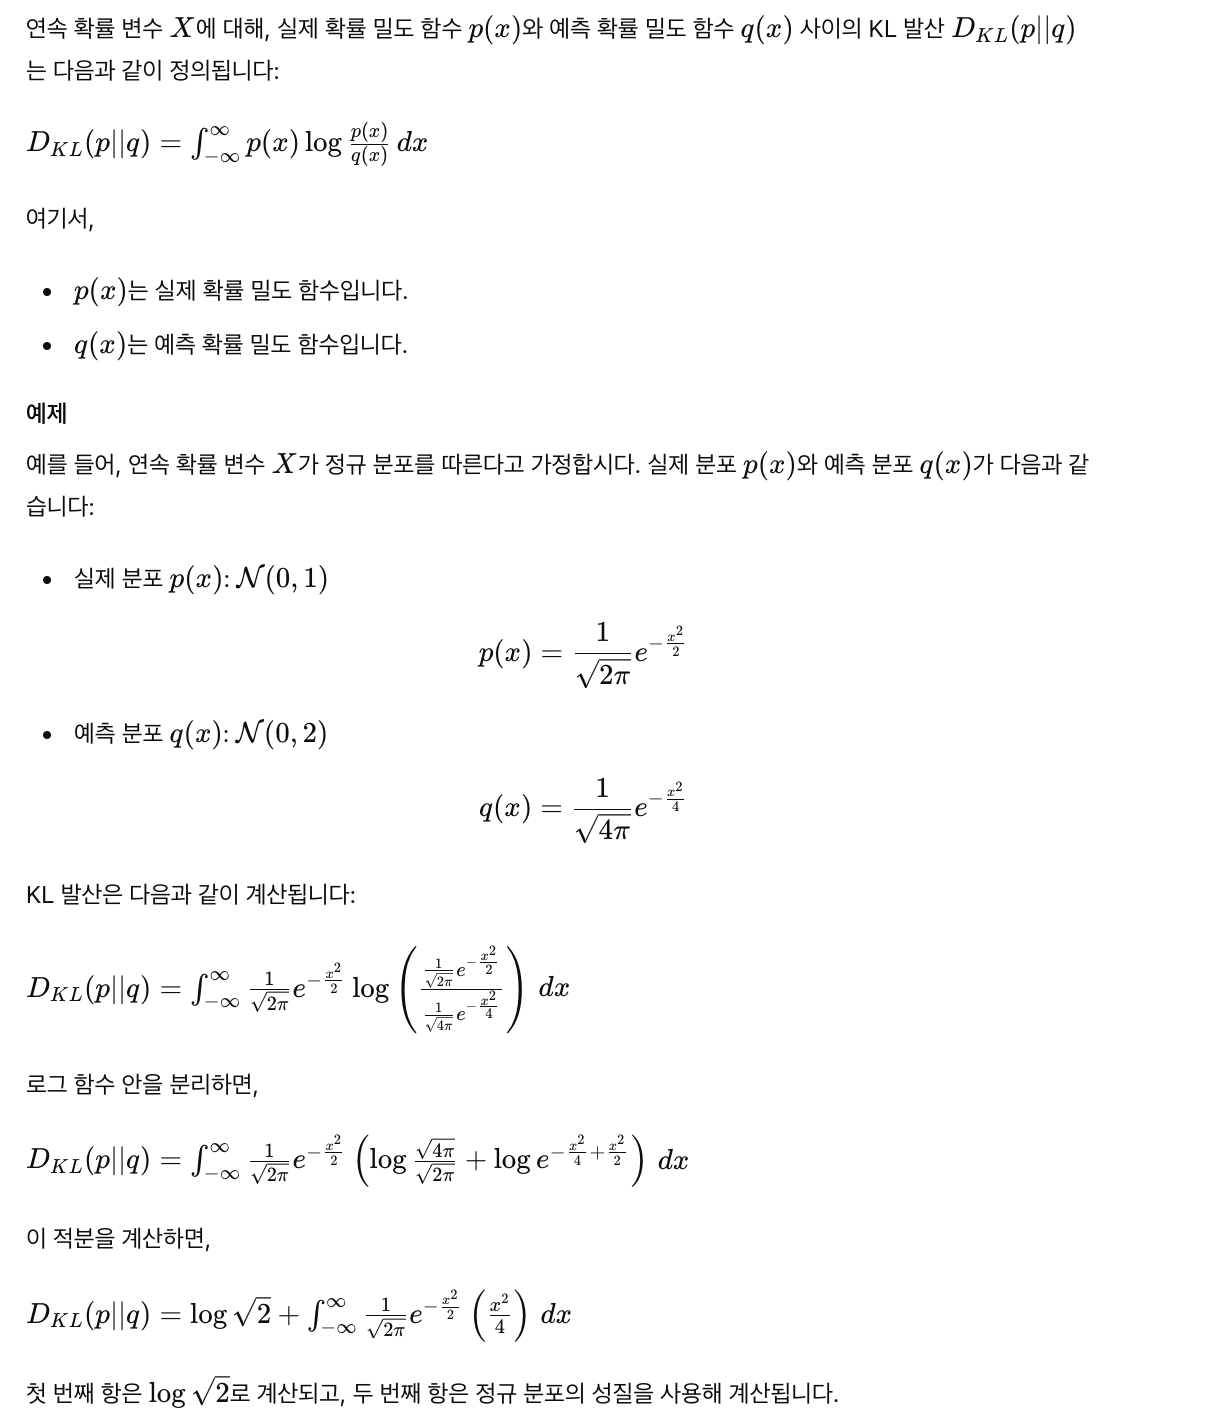 연속 확률 변수 $X$에 대해, 실제 확률 밀도 함수 $p(x)$와 예측 확률 밀도 함수 $q(x)$ 사이의 KL 발산 $D_{KL}(p||q)$
는 다음과 같이 정의됩니다:
$D_{KL}(p||q) = \int_{-\infty}^{\infty} p(x) \log \frac{p(x)}{q(x)} \, dx$
여기서,
• $p(x)$는 실제 확률 밀도 함수입니다.
• $q(x)$는 예측 확률 밀도 함수입니다.
예제
예를 들어, 연속 확률 변수 $X$가 정규 분포를 따른다고 가정합시다. 실제 분포 $p(x)$와 예측 분포 $q(x)$가 다음과 같
습니다:
• 실제 분포 $p(x)$: $\mathcal{N}(0, 1)$
$p(x) = \frac{1}{\sqrt{2\pi}} e^{-\frac{x^2}{2}}$
• 예측 분포 $q(x)$: $\mathcal{N}(0, 2)$
$q(x) = \frac{1}{\sqrt{4\pi}} e^{-\frac{x^2}{4}}$
KL 발산은 다음과 같이 계산됩니다:
$D_{KL}(p||q) = \int_{-\infty}^{\infty} \frac{1}{\sqrt{2\pi}} e^{-\frac{x^2}{2}} \log \left( \frac{\frac{1}{\sqrt{2\pi}} e^{-\frac{x^2}{2}}}{\frac{1}{\sqrt{4\pi}} e^{-\frac{x^2}{4}}} \right) \, dx$
로그 함수 안을 분리하면,
$D_{KL}(p||q) = \int_{-\infty}^{\infty} \frac{1}{\sqrt{2\pi}} e^{-\frac{x^2}{2}} \left( \log \frac{\sqrt{4\pi}}{\sqrt{2\pi}} + \log e^{-\frac{x^2}{4} + \frac{x^2}{2}} \right) \, dx$
이 적분을 계산하면,
$D_{KL}(p||q) = \log \sqrt{2} + \int_{-\infty}^{\infty} \frac{1}{\sqrt{2\pi}} e^{-\frac{x^2}{2}} \left( \frac{x^2}{4} \right) \, dx$
첫 번째 항은 $\log \sqrt{2}$로 계산되고, 두 번째 항은 정규 분포의 성질을 사용해 계산됩니다.